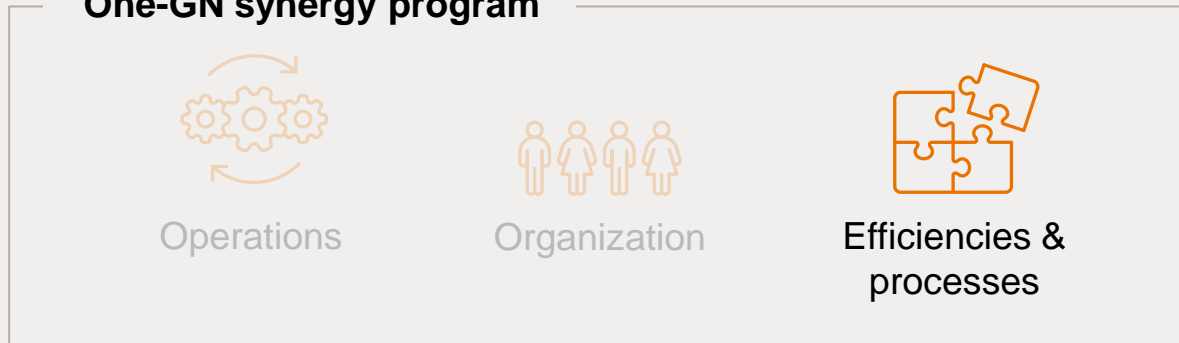 One-GN synergy program
Operations
Organization
Efficiencies &
processes